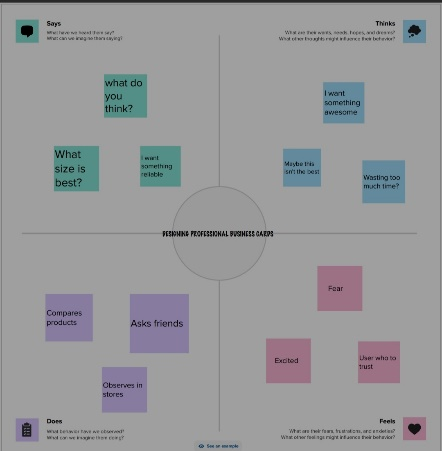 Says
What have we heard them say?
What can we imagine them saying?
Thinks
What are their wants, needs, hopes, and dreams?
What other thoughts might influence their behavior?
what do
you
think?
What
size is
best?
I want
something
reliable
I want
something
awesome
Maybe this
isn't the best
Wasting too
much time?
DESIGNING PROFESSIONAL BUSINESS CARDS
Compares
products
Asks friends
Observes in
stores
Fear
Excited
User who to
trust
Does
What behavior have we observed?
What can we imagine them doing?
Feels
What are their fears, frustrations, and anxieties?
What other feelings might influence their behavior?
See an example